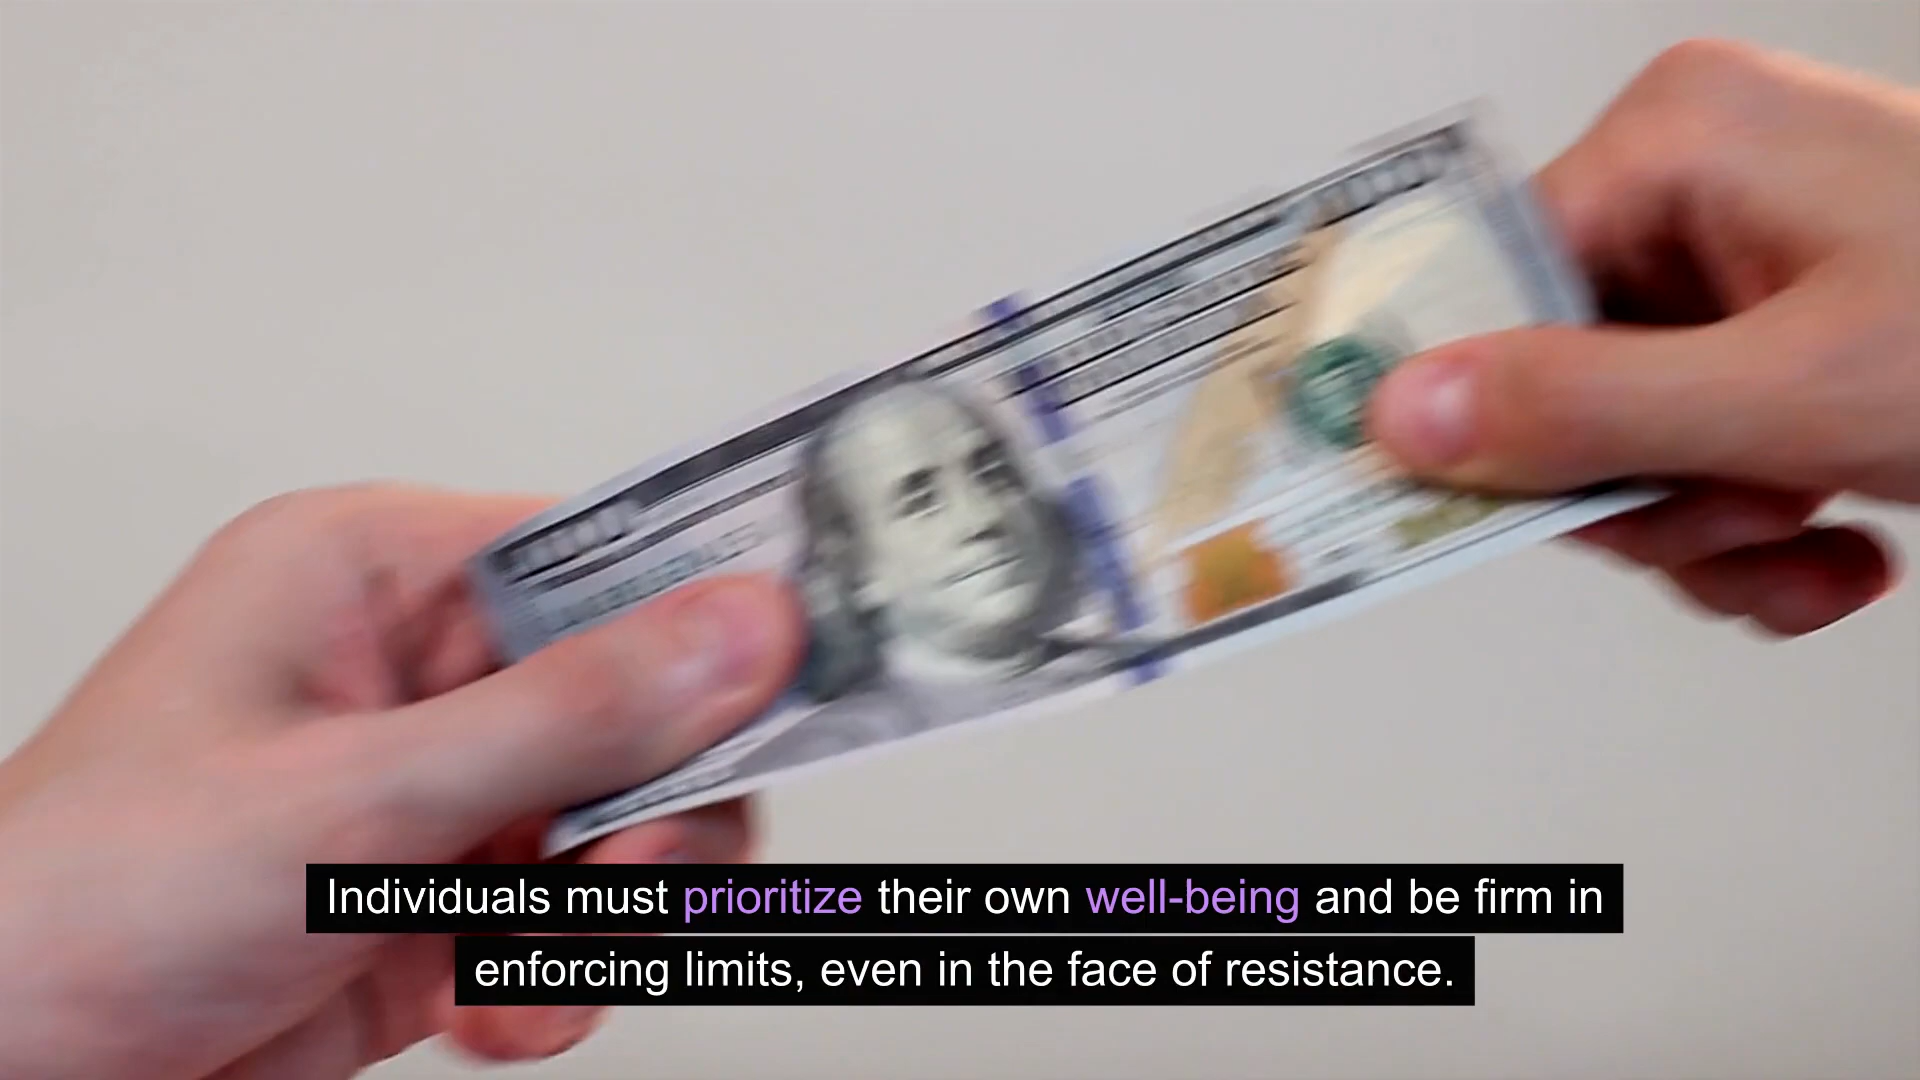 Individuals must prioritize their own well-being and be firm in
enforcing limits, even in the face of resistance.